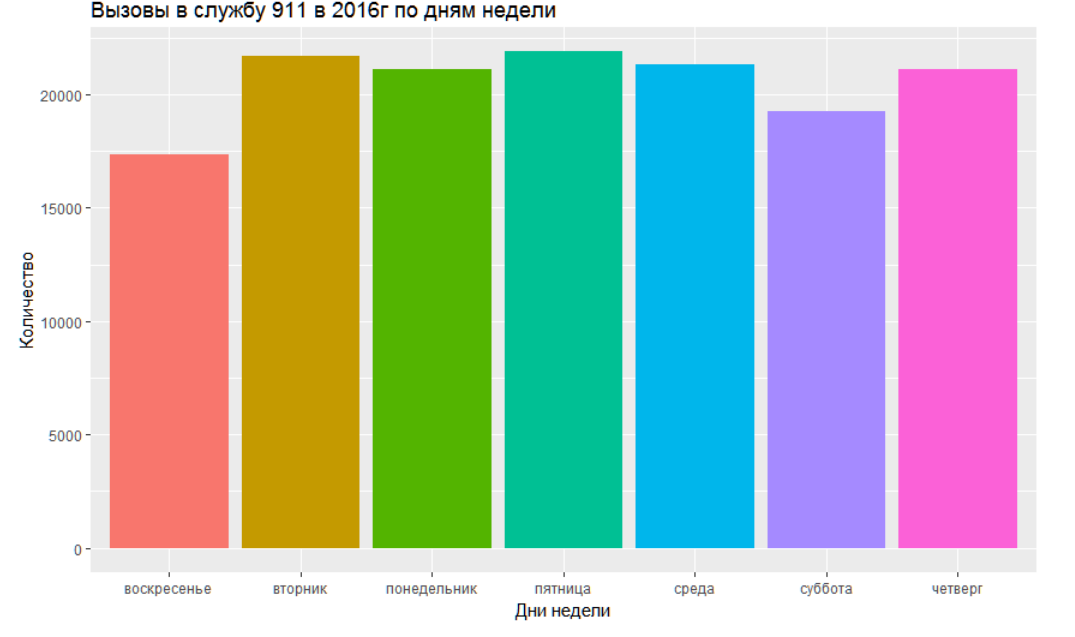 Вызовы в службу 911 в 2016г по дням недели
Количество
20000
15000
10000
5000
0
воскресенье вторник понедельник пятница среда суббота четверг
Дни недели